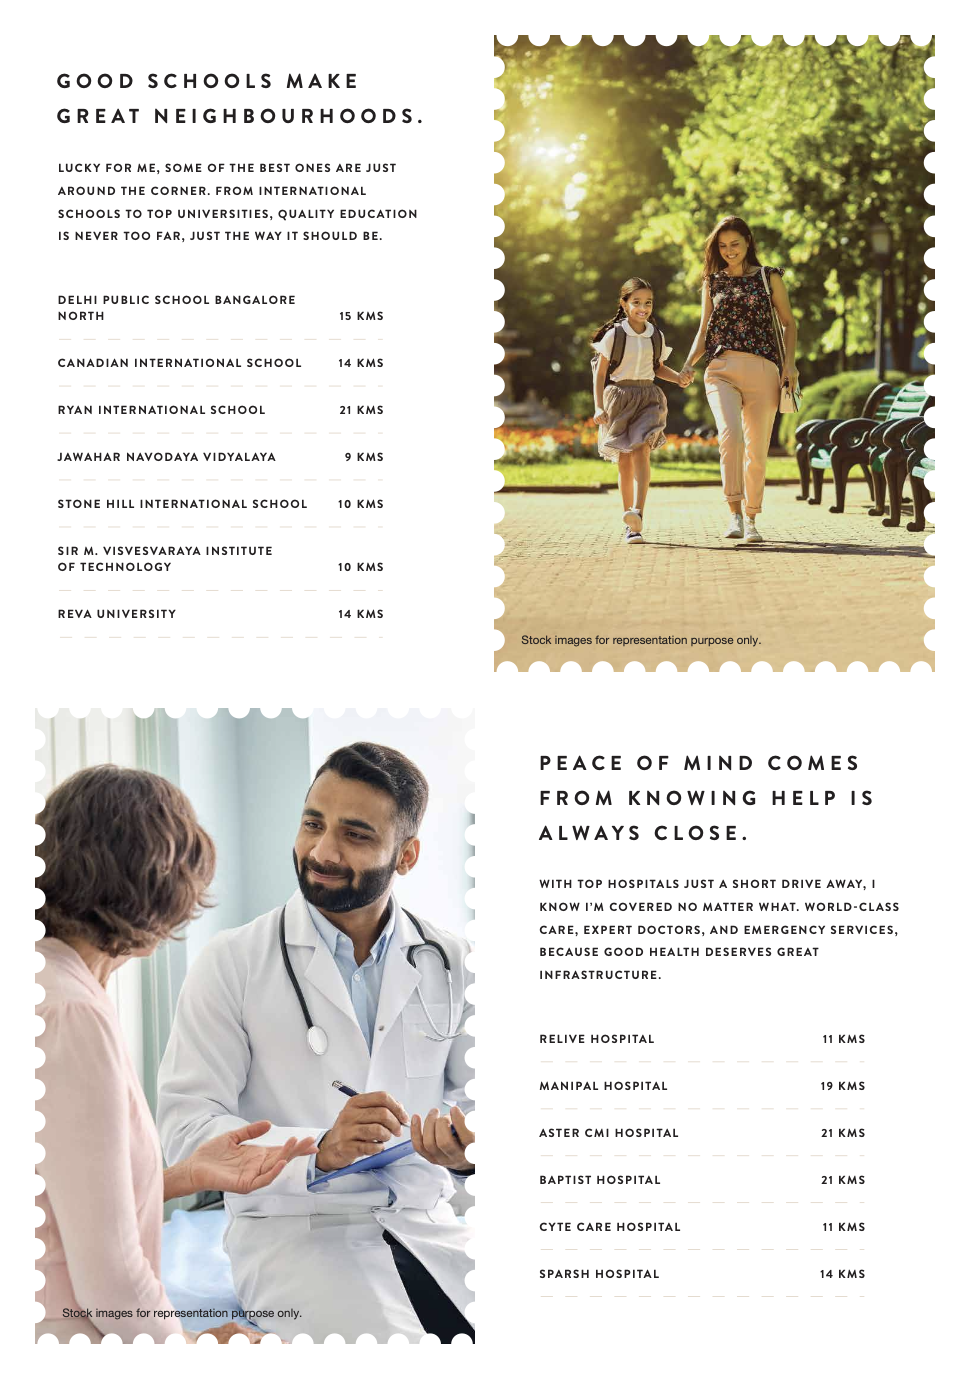 GOOD SCHOOLS MAKE
GREAT NEIGHBOURHOODS.
LUCKY FOR ME, SOME OF THE BEST ONES ARE JUST
AROUND THE CORNER. FROM INTERNATIONAL
SCHOOLS TO TOP UNIVERSITIES, QUALITY EDUCATION
IS NEVER TOO FAR, JUST THE WAY IT SHOULD BE.
DELHI PUBLIC SCHOOL BANGALORE
NORTH 15 KMS
CANADIAN INTERNATIONAL SCHOOL 14 KMS
RYAN INTERNATIONAL SCHOOL 21 KMS
JAWAHAR NAVODAYA VIDYALAYA 9 KMS
STONE HILL INTERNATIONAL SCHOOL 10 KMS
SIR M. VISVESVARAYA INSTITUTE
OF TECHNOLOGY 10 KMS
REVA UNIVERSITY 14 KMS
Stock images for representation purpose only.
PEACE OF MIND COMES
FROM KNOWING HELP IS
ALWAYS CLOSE.
WITH TOP HOSPITALS JUST A SHORT DRIVE AWAY, I
KNOW I'M COVERED NO MATTER WHAT. WORLD-CLASS
CARE, EXPERT DOCTORS, AND EMERGENCY SERVICES,
BECAUSE GOOD HEALTH DESERVES GREAT
INFRASTRUCTURE.
RELIVE HOSPITAL 11 KMS
MANIPAL HOSPITAL 19 KMS
ASTER CMI HOSPITAL 21 KMS
BAPTIST HOSPITAL 21 KMS
CYTE CARE HOSPITAL 11 KMS
SPARSH HOSPITAL 14 KMS
Stock images for representation purpose only.